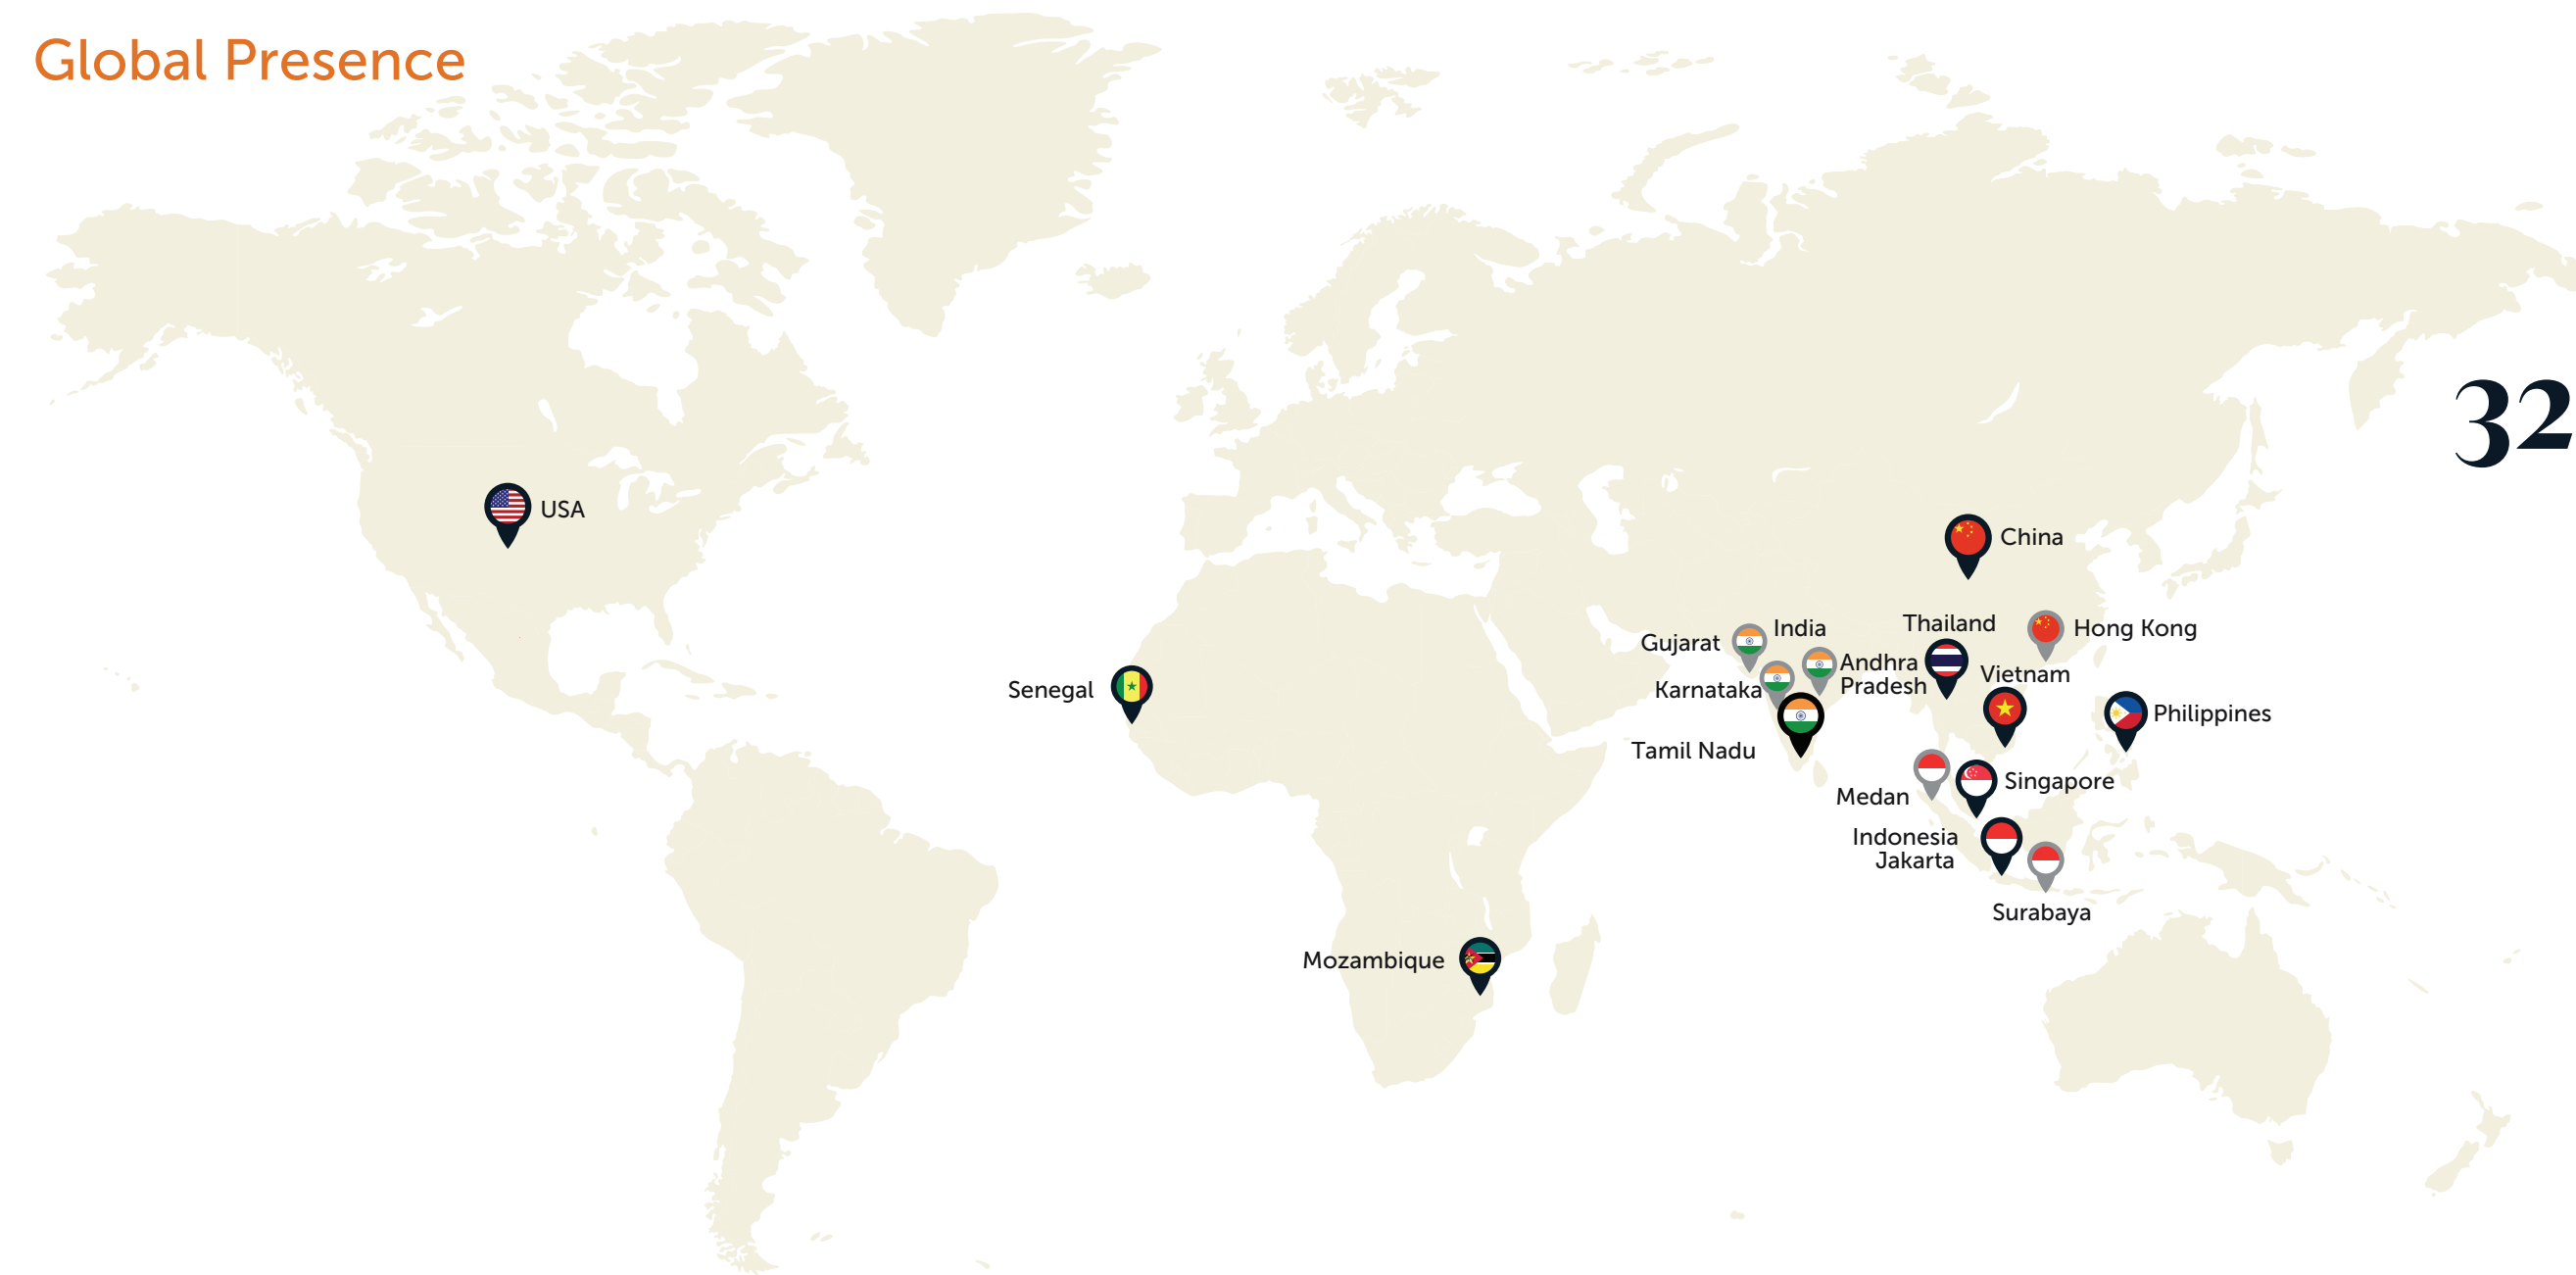 Global Presence
32
USA
China
Thailand
Hong Kong
India
Gujarat
Andhra
Pradesh
Vietnam
Karnataka
Senegal
Philippines
Tamil Nadu
Singapore
Medan
Indonesia
Jakarta
Surabaya
Mozambique